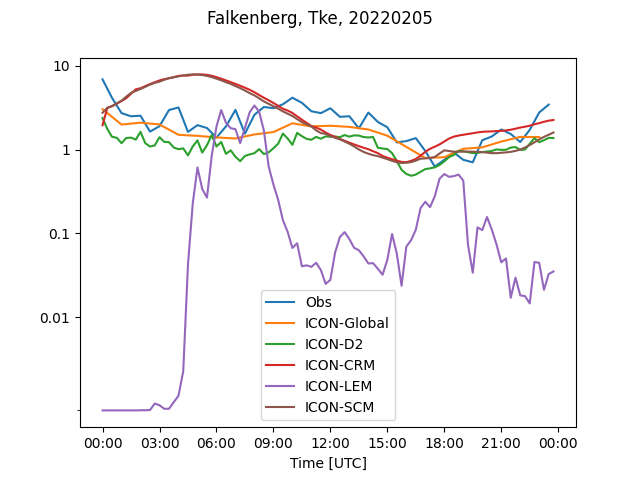 Falkenberg, Tke, 20220205
10
1
0.1
0.01
Obs
ICON-Global
ICON-D2
ICON-CRM
ICON-LEM
ICON-SCM
00:00 03:00 06:00 09:00 12:00 15:00 18:00 21:00 00:00
Time [UTC]